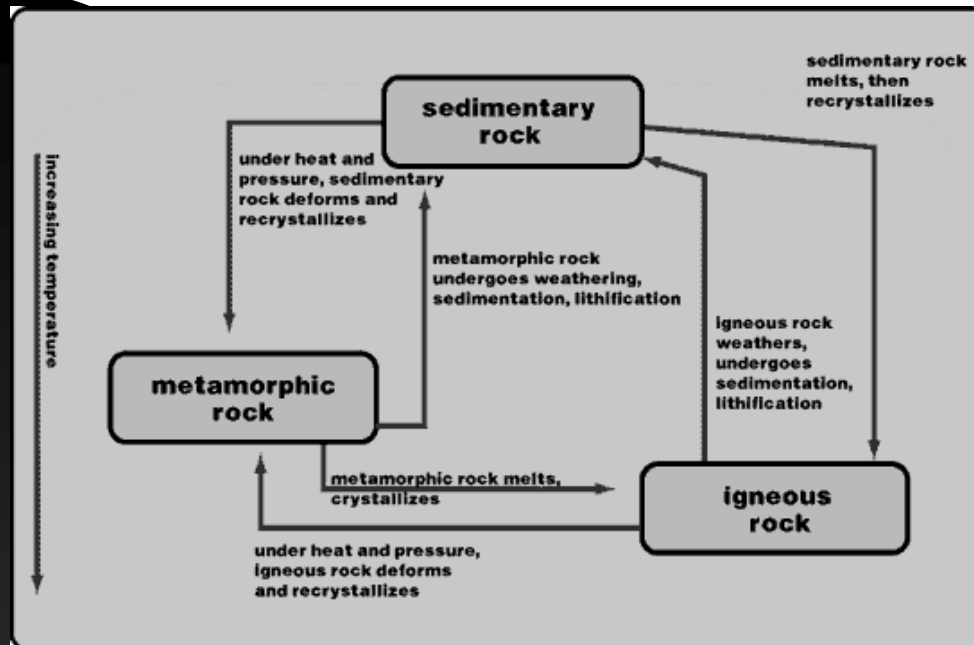 sedimentary rock
melts, then
recrystallizes
sedimentary
rock
under heat and
pressure, sedimentary
rock deforms and
recrystallizes
increasing temperature
metamorphic rock
undergoes weathering,
sedimentation, lithification
igneous rock
weathers,
undergoes
sedimentation,
lithification
metamorphic
rock
metamorphic rock melts,
crystallizes
igneous
rock
under heat and pressure,
igneous rock deforms
and recrystallizes